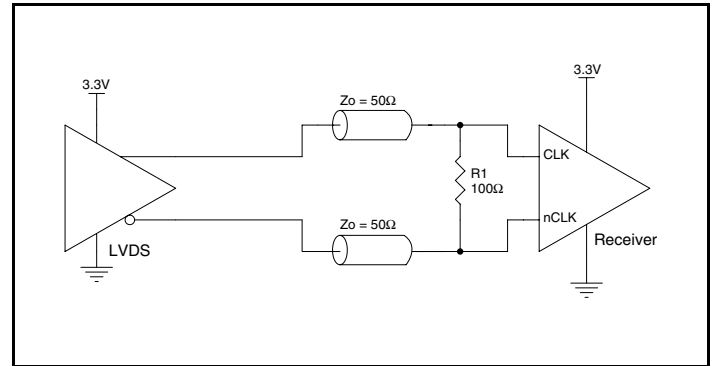 3.3V
3.3V
Zo = 50Ω
CLK
R1
100Ω
nCLK
Zo = 50Ω
Receiver
LVDS